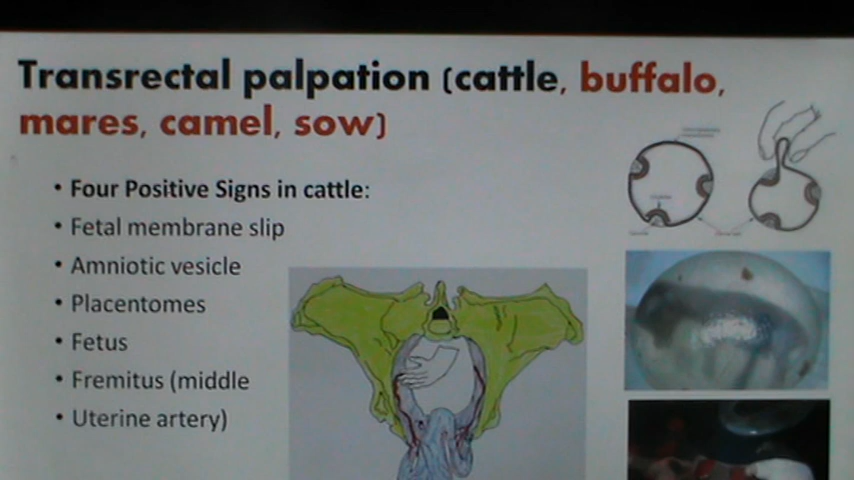 Transrectal palpation (cattle, buffalo,
mares, camel, sow)
• Four Positive Signs in cattle:
• Fetal membrane slip
• Amniotic vesicle
• Placentomes
• Fetus
• Fremitus (middle
• Uterine artery)